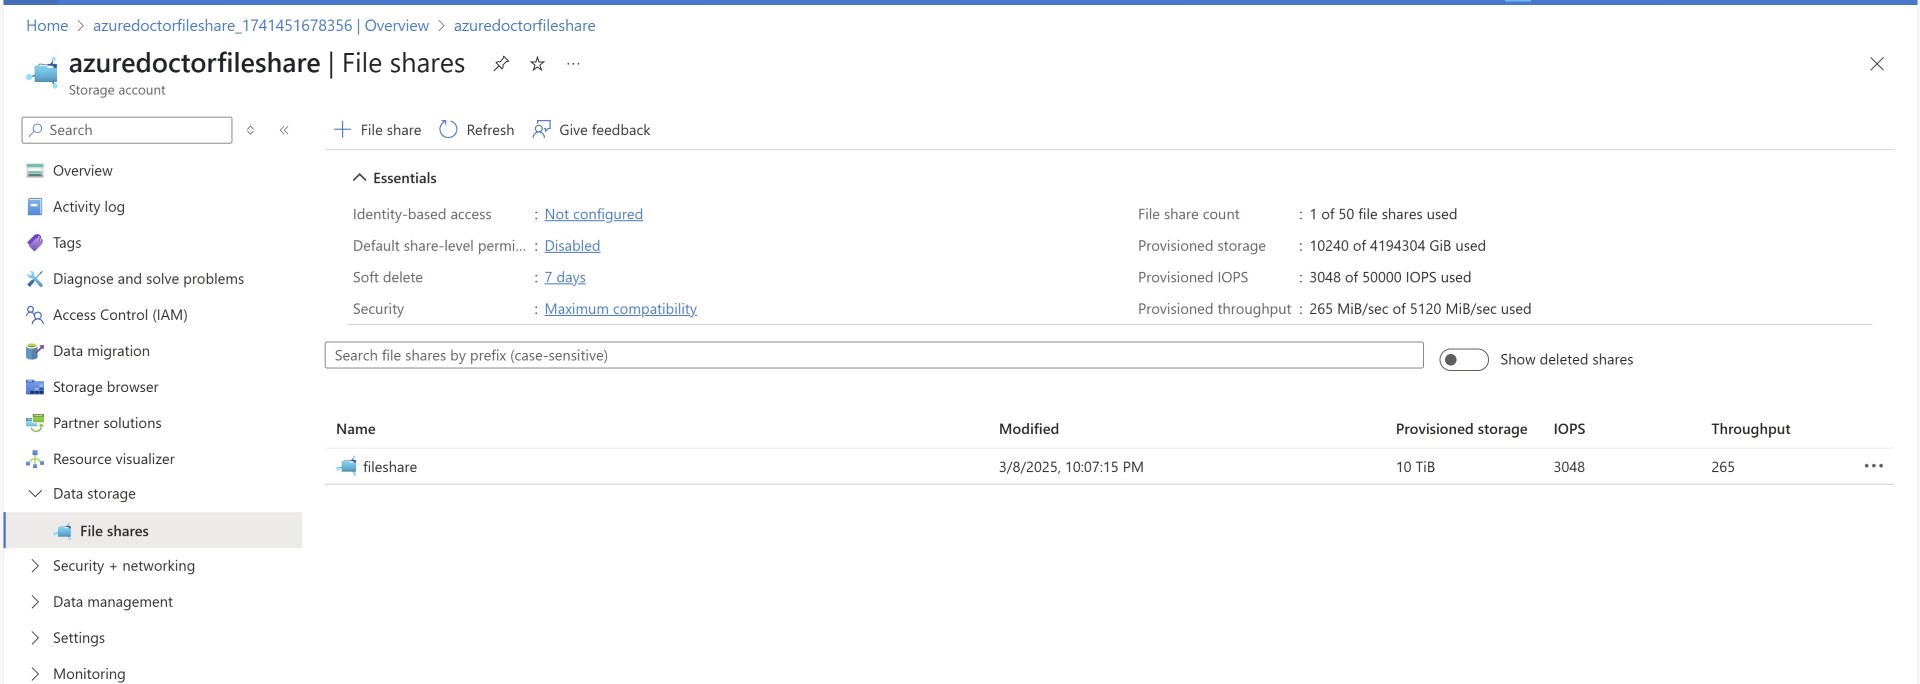 Home > azuredoctorfileshare_1741451678356 | Overview > azuredoctorfileshare
azuredoctorfileshare | File shares ...
Storage account
Search
Overview
Activity log
Tags
Diagnose and solve problems
Access Control (IAM)
Data migration
Storage browser
Partner solutions
Resource visualizer
Data storage
File shares
Security + networking
Data management
Settings
Monitoring
File share Refresh Give feedback
Essentials
Identity-based access : Not configured
Default share-level permi... : Disabled
Soft delete : 7 days
Security : Maximum compatibility
File share count : 1 of 50 file shares used
Provisioned storage : 10240 of 4194304 GiB used
Provisioned IOPS : 3048 of 50000 IOPS used
Provisioned throughput : 265 MiB/sec of 5120 MiB/sec used
Search file shares by prefix (case-sensitive)
Show deleted shares
Name Modified Provisioned storage IOPS Throughput
fileshare 3/8/2025, 10:07:15 PM 10 TiB 3048 265 ...